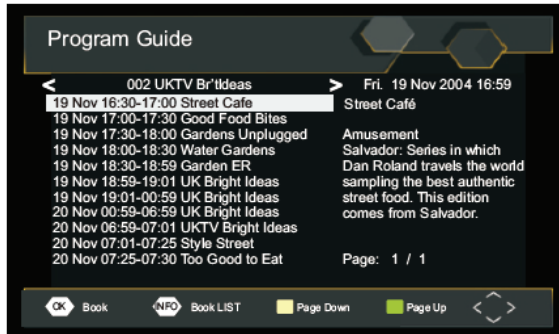 Program Guide
< 002 UKTV Br'tIdeas > Fri. 19 Nov 2004 16:59
19 Nov 16:30-17:00 Street Cafe
19 Nov 17:00-17:30 Good Food Bites
19 Nov 17:30-18:00 Gardens Unplugged
19 Nov 18:00-18:30 Water Gardens
19 Nov 18:30-18:59 Garden ER
19 Nov 18:59-19:01 UK Bright Ideas
19 Nov 19:01-00:59 UK Bright Ideas
20 Nov 00:59-06:59 UK Bright Ideas
20 Nov 06:59-07:01 UKTV Bright Ideas
20 Nov 07:01-07:25 Style Street
20 Nov 07:25-07:30 Too Good to Eat
Street Café
Amusement
Salvador: Series in which
Dan Roland travels the world
sampling the best authentic
street food. This edition
comes from Salvador.
Page: 1 / 1
OK Book INFO Book LIST Page Down Page Up